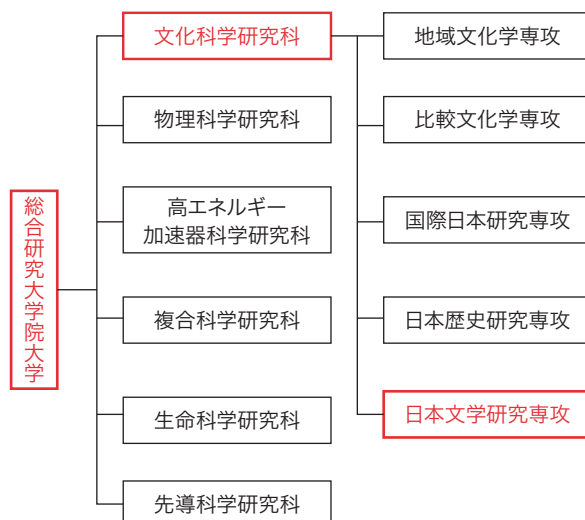 総合研究大学院大学
文化科学研究科
物理科学研究科
高エネルギー
加速器科学研究科
複合科学研究科
生命科学研究科
先導科学研究科
地域文化学専攻
比較文化学専攻
国際日本研究専攻
日本歴史研究専攻
日本文学研究専攻